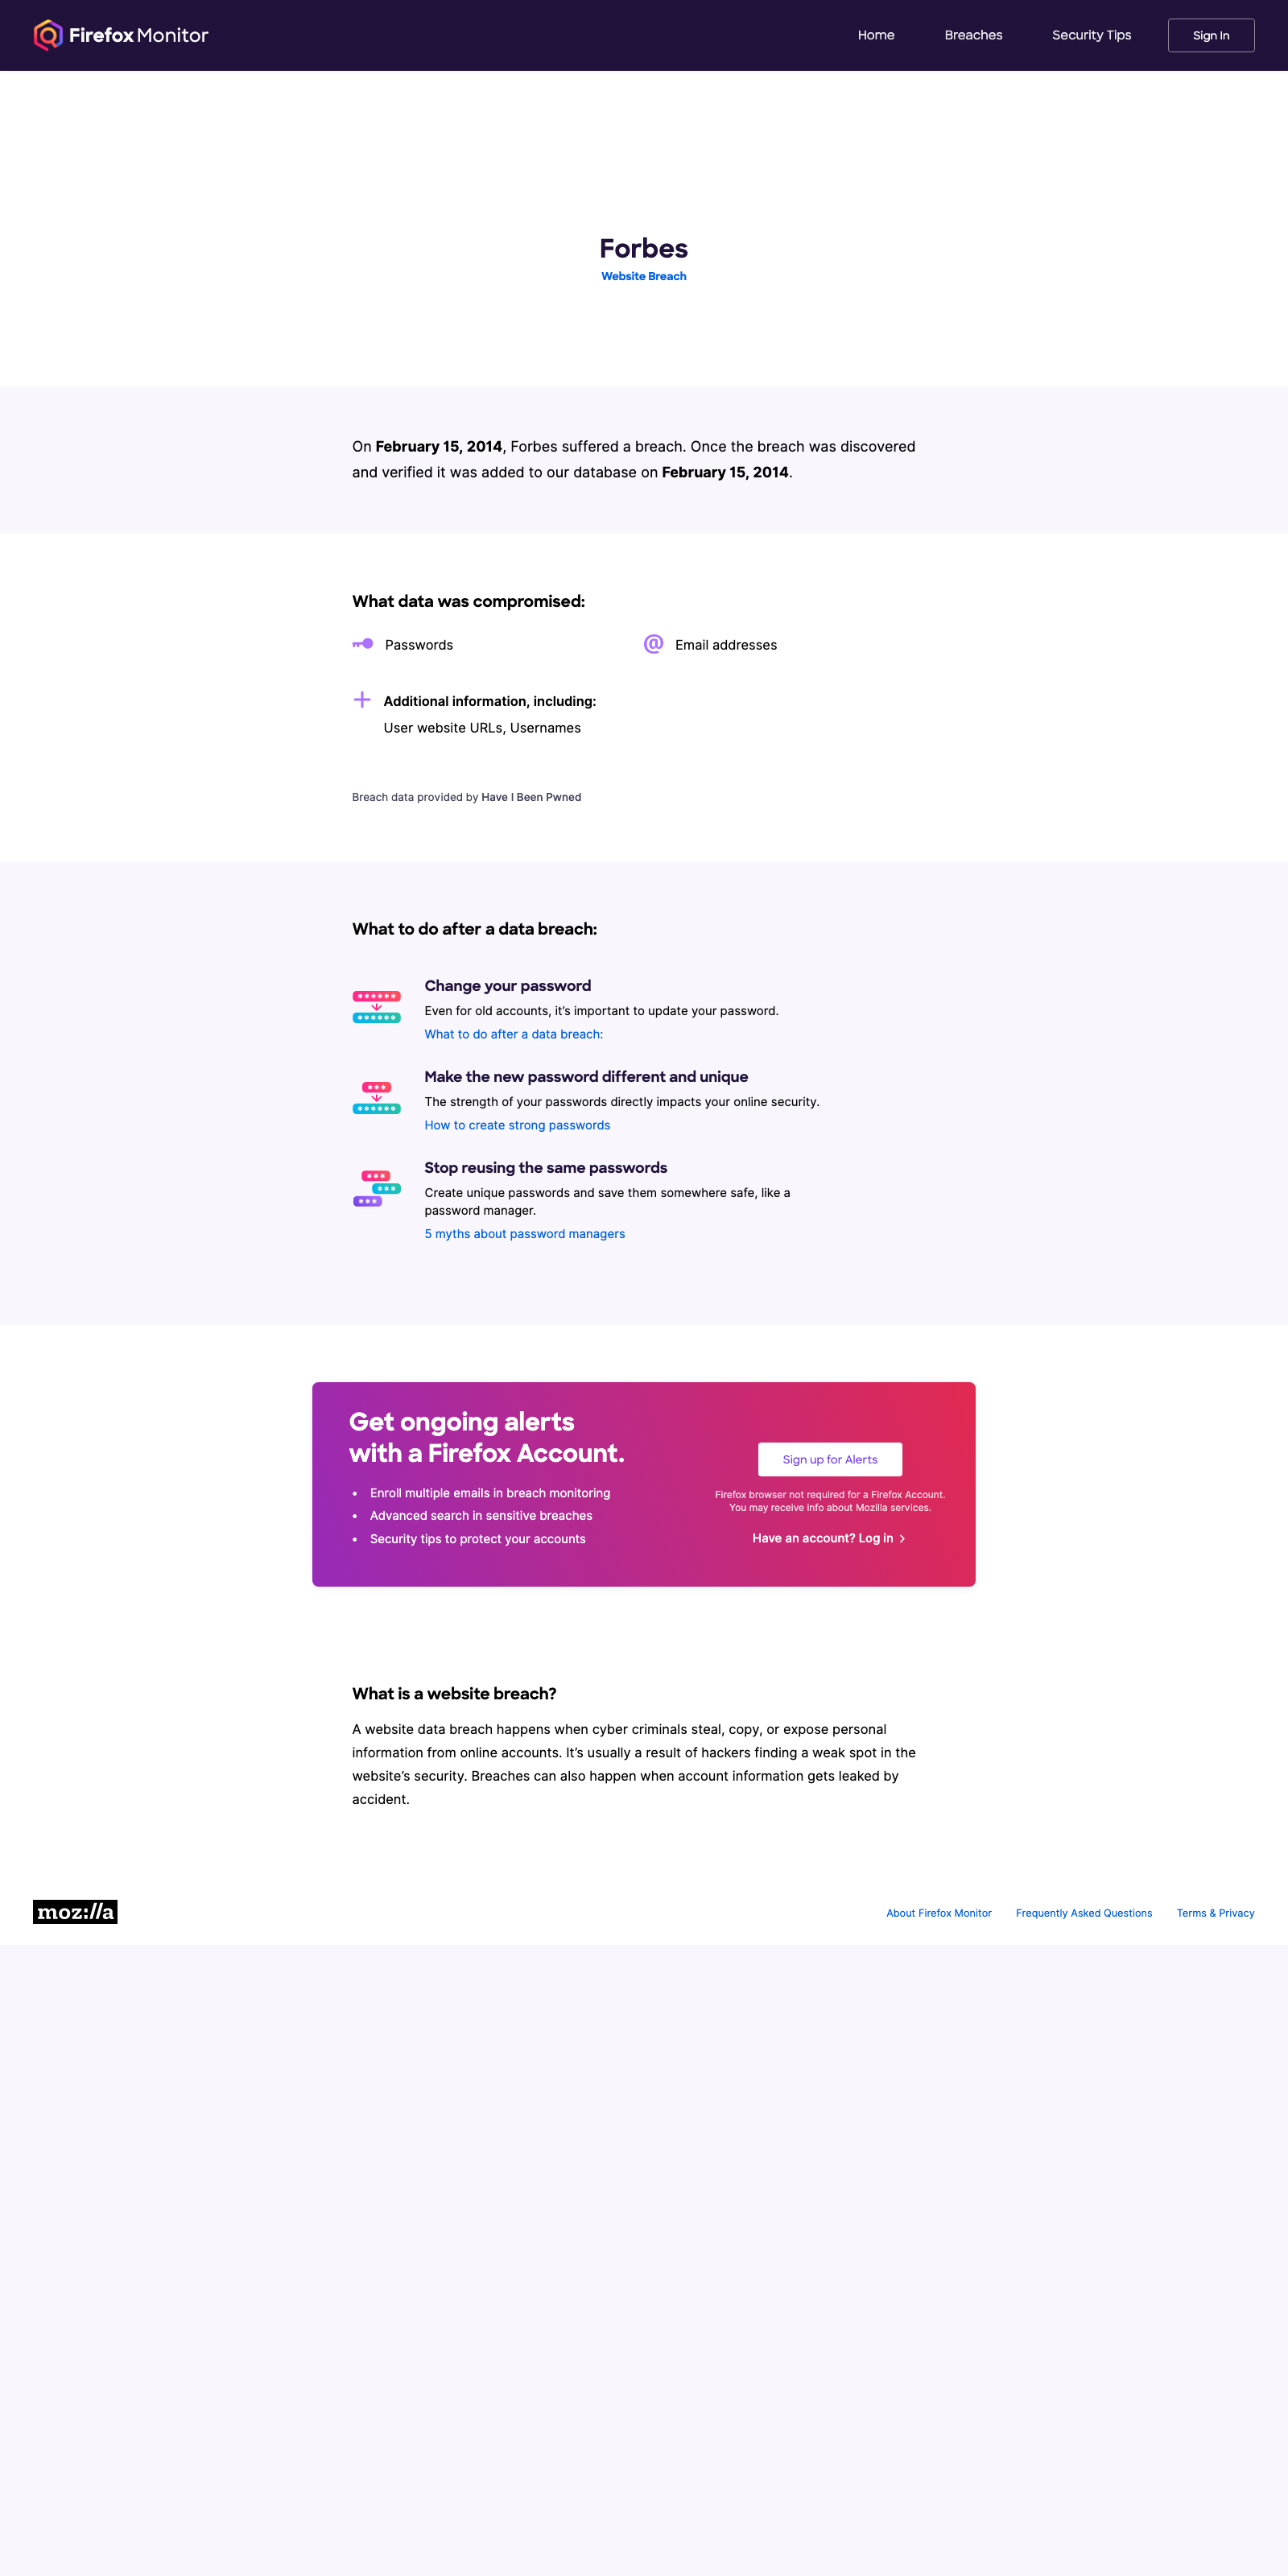 Firefox Monitor
Home
Breaches
Security Tips
Sign In
Forbes
Website Breach
On February 15, 2014, Forbes suffered a breach. Once the breach was discovered
and verified it was added to our database on February 15, 2014.
What data was compromised:
Passwords
@ Email addresses
Additional information, including:
User website URLs, Usernames
Breach data provided by Have I Been Pwned
What to do after a data breach:
Change your password
Even for old accounts, it’s important to update your password.
What to do after a data breach:
Make the new password different and unique
The strength of your passwords directly impacts your online security.
How to create strong passwords
Stop reusing the same passwords
Create unique passwords and save them somewhere safe, like a
password manager.
5 myths about password managers
Get ongoing alerts
with a Firefox Account.
• Enroll multiple emails in breach monitoring
• Advanced search in sensitive breaches
• Security tips to protect your accounts
Sign up for Alerts
Firefox browser not required for a Firefox Account.
You may receive info about Mozilla services.
Have an account? Log in
What is a website breach?
A website data breach happens when cyber criminals steal, copy, or expose personal
information from online accounts. It’s usually a result of hackers finding a weak spot in the
website’s security. Breaches can also happen when account information gets leaked by
accident.
moz://a
About Firefox Monitor
Frequently Asked Questions
Terms & Privacy